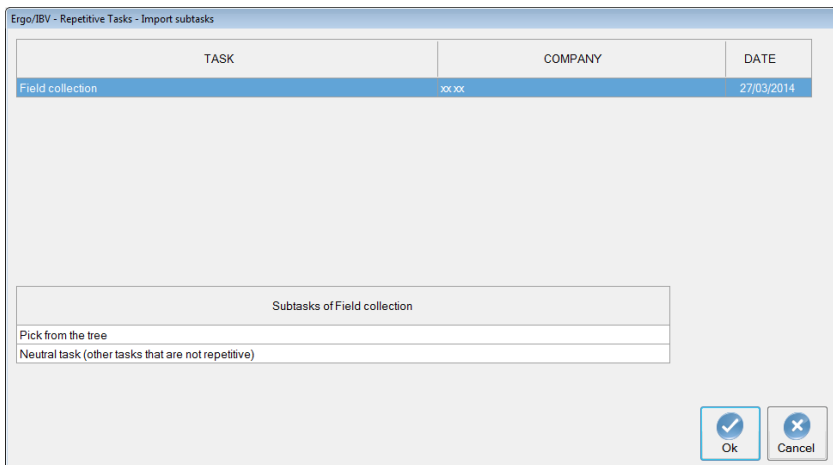 Ergo/IBV - Repetitive Tasks - Import subtasks
TASK COMPANY DATE
Field collection xx xx 27/03/2014
Subtasks of Field collection
Pick from the tree
Neutral task (other tasks that are not repetitive)
Ok Cancel